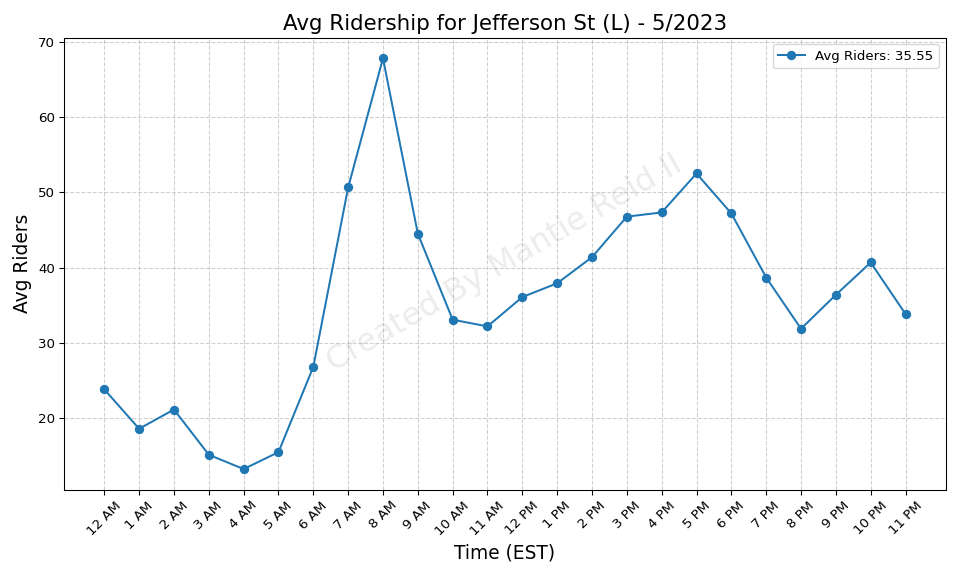 Avg Ridership for Jefferson St (L) - 5/2023
70
60
50
40
30
20
Avg Riders
Avg Riders: 35.55
Created By Mantle Reid II
12 AM
1 AM
2 AM
3 AM
4 AM
5 AM
6 AM
7 AM
8 AM
9 AM
10 AM
11 AM
12 PM
1 PM
2 PM
3 PM
4 PM
5 PM
6 PM
7 PM
8 PM
9 PM
10 PM
11 PM
Time (EST)